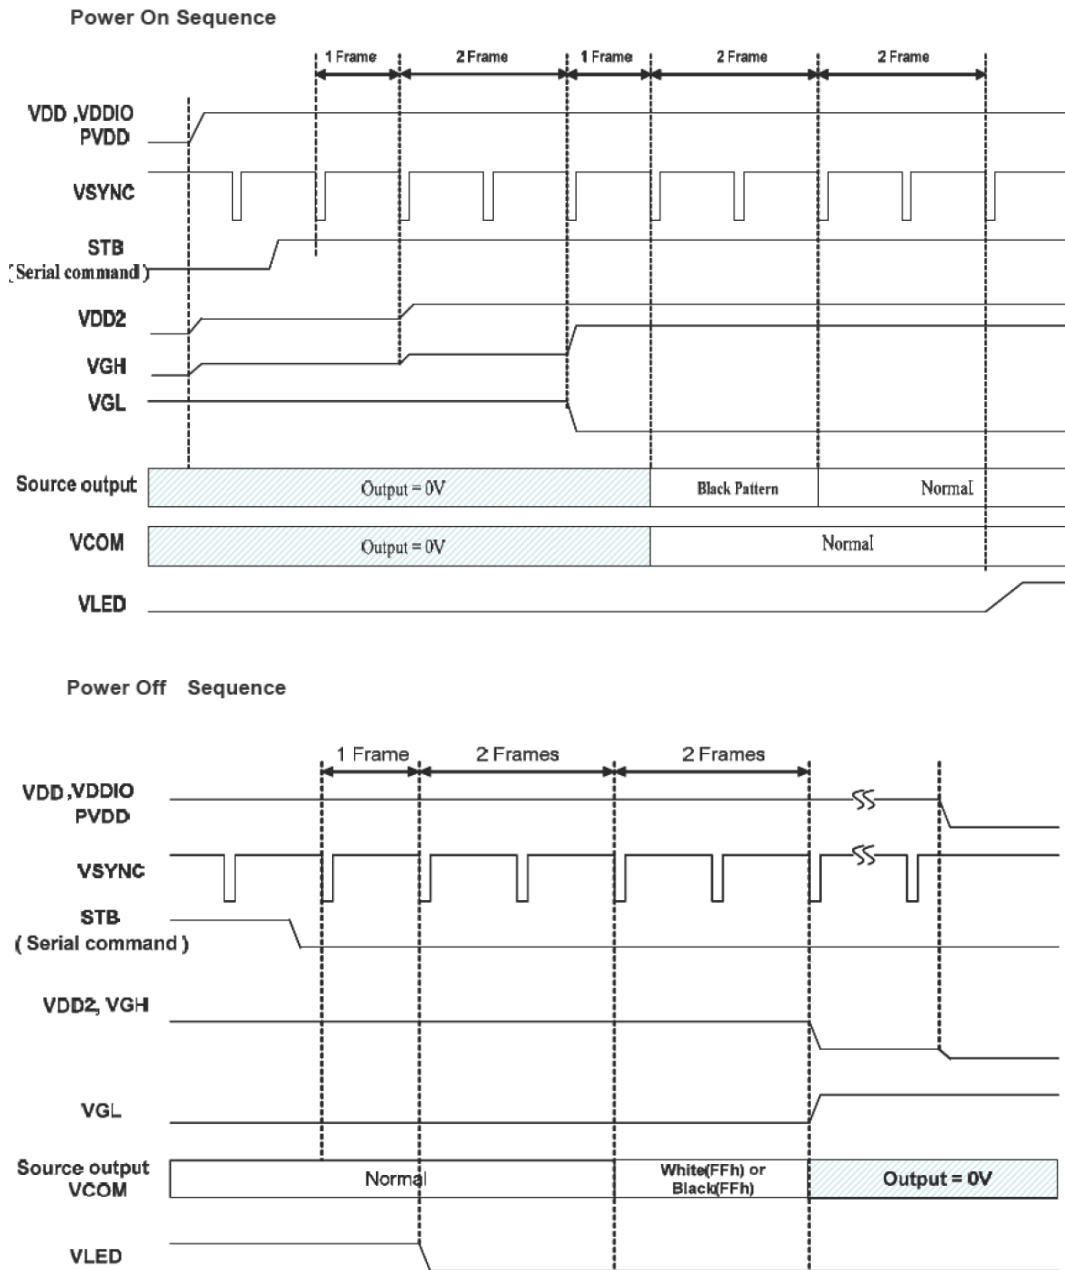 Power On Sequence
1 Frame 2 Frame 1 Frame 2 Frame 2 Frame
VDD ,VDDIO
PVDD
VSYNC
STB
(Serial command)
VDD2
VGH
VGL
Source output Output = 0V Black Pattern Normal
VCOM Output = 0V Normal
VLED
Power Off Sequence
1 Frame 2 Frames 2 Frames
VDD ,VDDIO
PVDD
VSYNC
STB
( Serial command )
VDD2, VGH
VGL
Source output
VCOM
Normal
White(FFh) or
Black(FFh)
Output = 0V
VLED